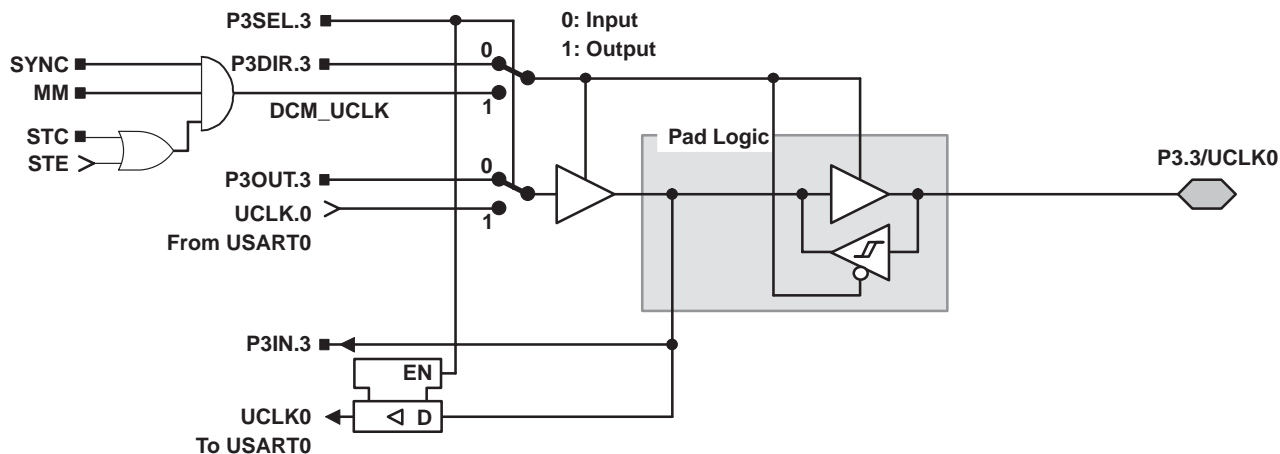 P3SEL.3
0: Input
1: Output
SYNC
P3DIR.3
0
MM
1
DCM_UCLK
STC
STE
Pad Logic
P3.3/UCLK0
P3OUT.3
0
UCLK.0
1
From USART0
P3IN.3
EN
UCLK0
D
To USART0